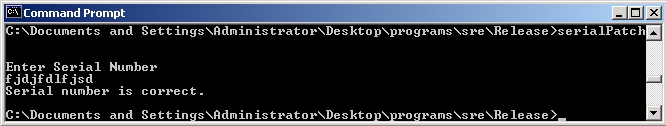 Command Prompt
C:\Documents and Settings\Administrator\Desktop\programs\sre\Release>serialPatch
Enter Serial Number
fjdjfdlfjsd
Serial number is correct.
C:\Documents and Settings\Administrator\Desktop\programs\sre\Release>_